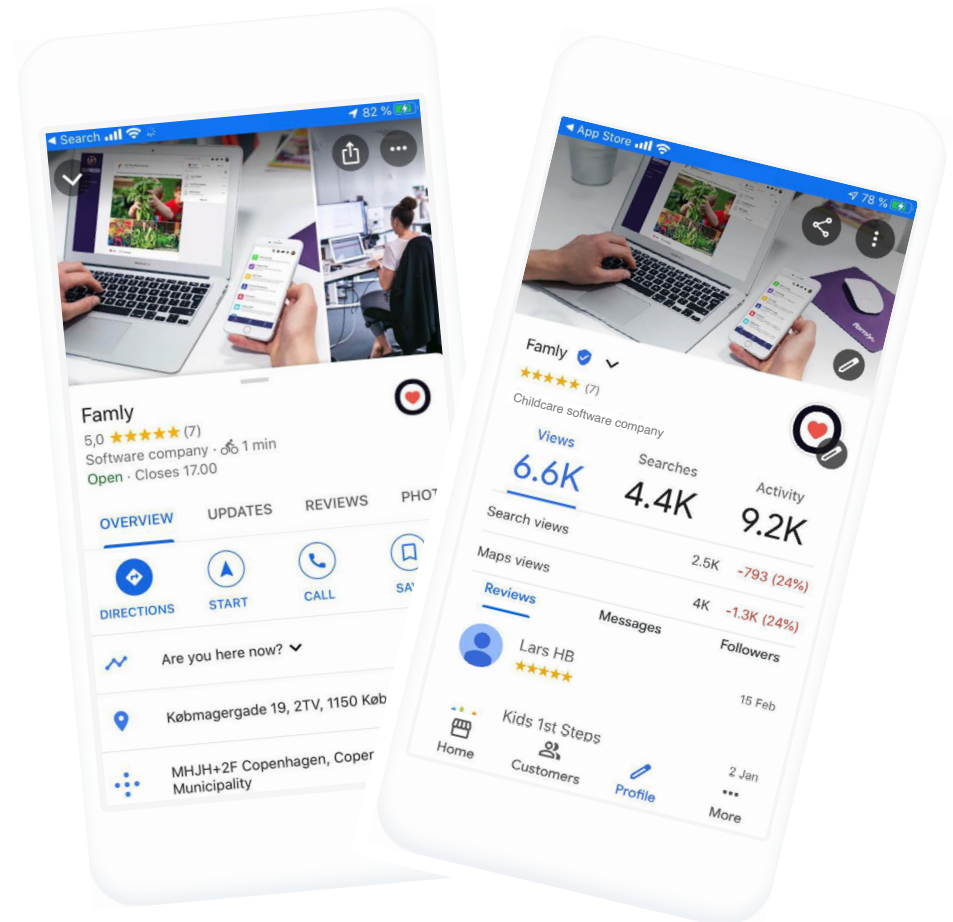 Search
82 %
Famly
5,0 (7)
Software company · 1 min
Open · Closes 17.00
OVERVIEW
UPDATES
REVIEWS
PHOT
DIRECTIONS
START
CALL
SAV
Are you here now?
Købmagergade 19, 2TV, 1150 Køb
MHJH+2F Copenhagen, Coper
Municipality
App Store
78 %
famly
Famly
(7)
Childcare software company
Views
Searches
Activity
6.6K
4.4K
9.2K
Search views
2.5K -793 (24%)
Maps views
4K -1.3K (24%)
Reviews
Messages
Followers
Lars HB
15 Feb
Kids 1st Steps
2 Jan
Home
Customers
Profile
More